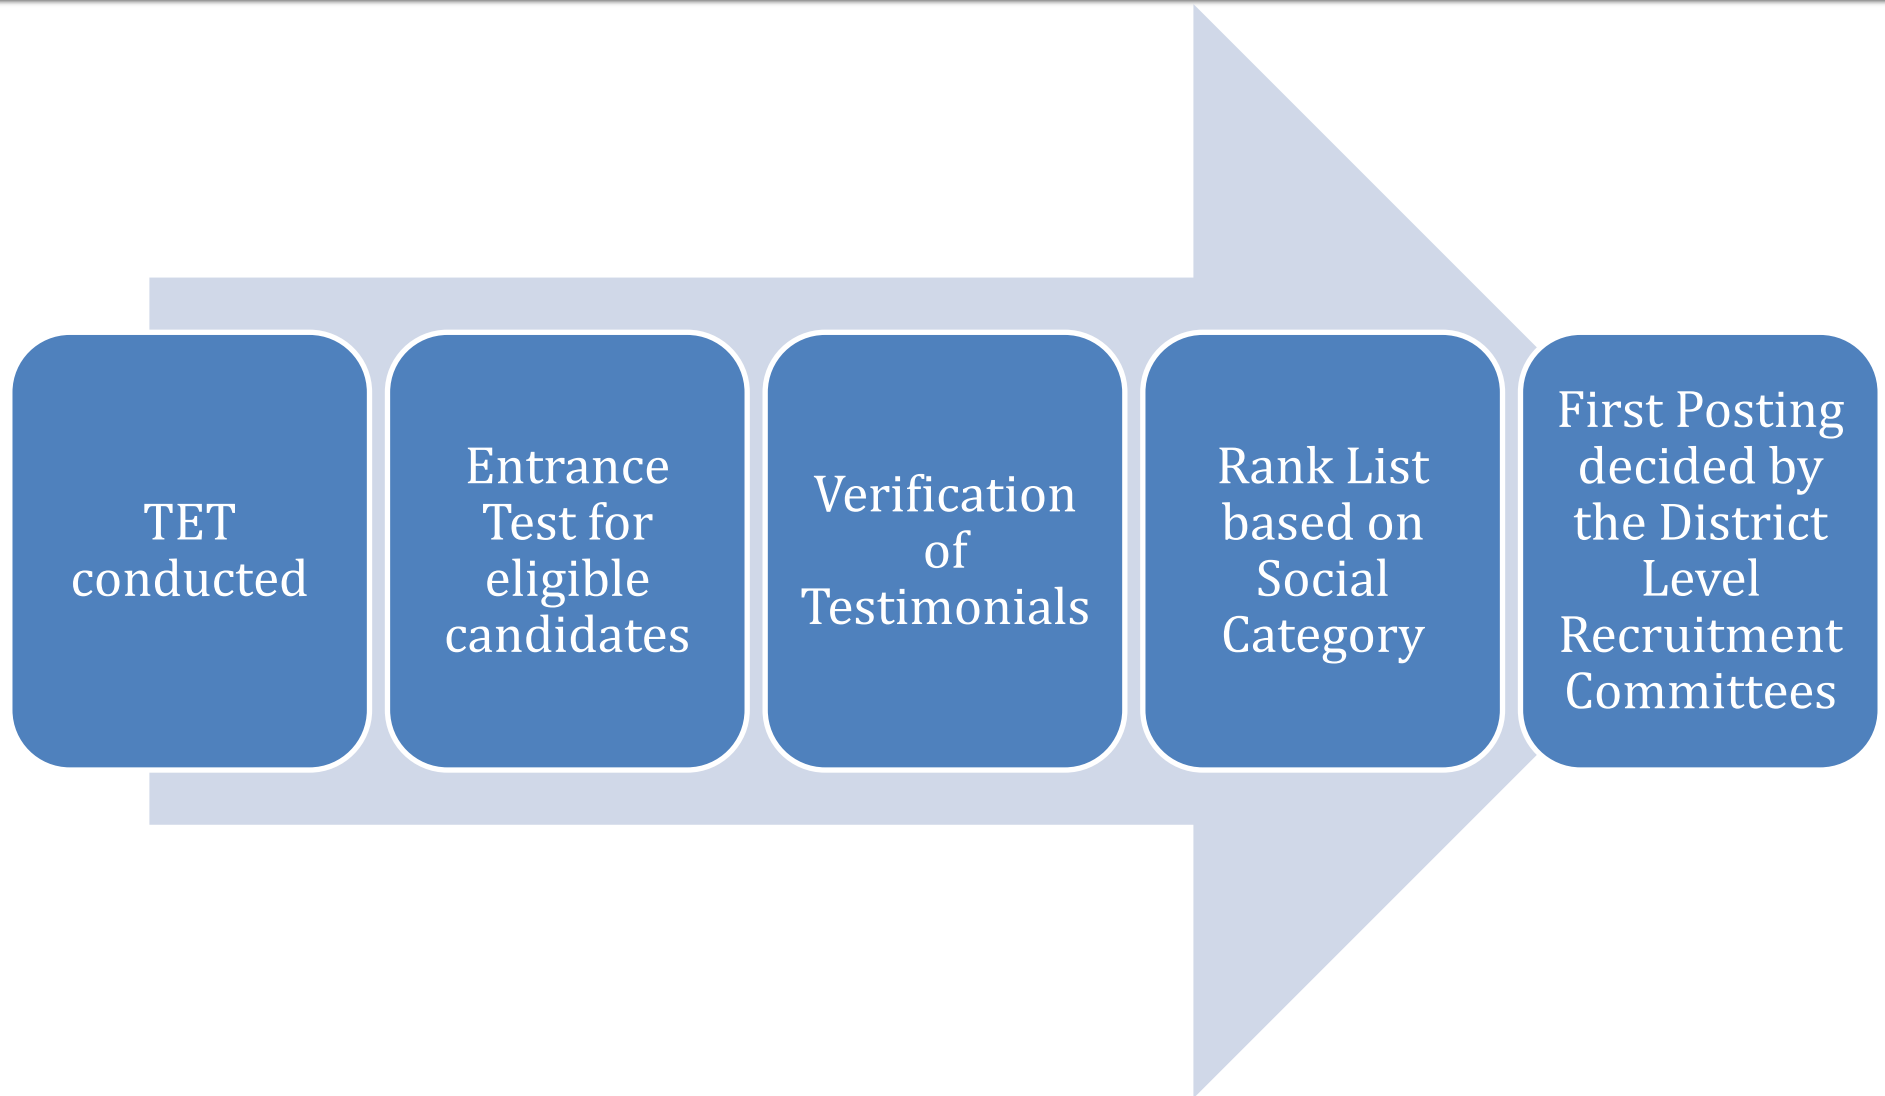 TET
conducted
Entrance
Test for
eligible
candidates
Verification
of
Testimonials
Rank List
based on
Social
Category
First Posting
decided by
the District
Level
Recruitment
Committees